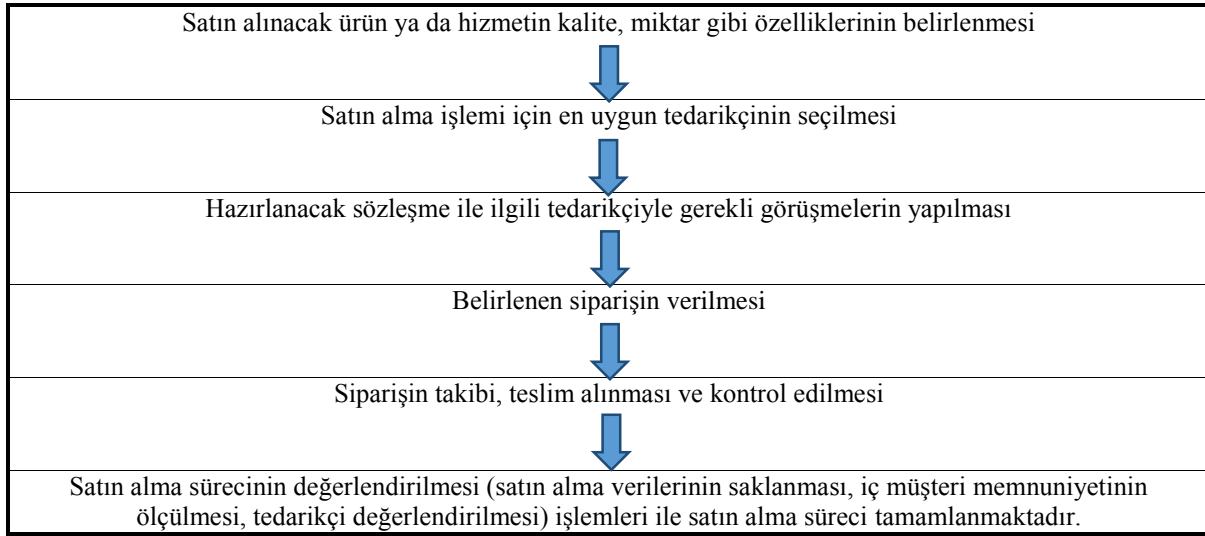 Satın alınacak ürün ya da hizmetin kalite, miktar gibi özelliklerinin belirlenmesi
Satın alma işlemi için en uygun tedarikçinin seçilmesi
Hazırlanacak sözleşme ile ilgili tedarikçiyle gerekli görüşmelerin yapılması
Belirlenen siparişin verilmesi
Siparişin takibi, teslim alınması ve kontrol edilmesi
Satın alma sürecinin değerlendirilmesi (satın alma verilerinin saklanması, iç müşteri memnuniyetinin
ölçülmesi, tedarikçi değerlendirilmesi) işlemleri ile satın alma süreci tamamlanmaktadır.